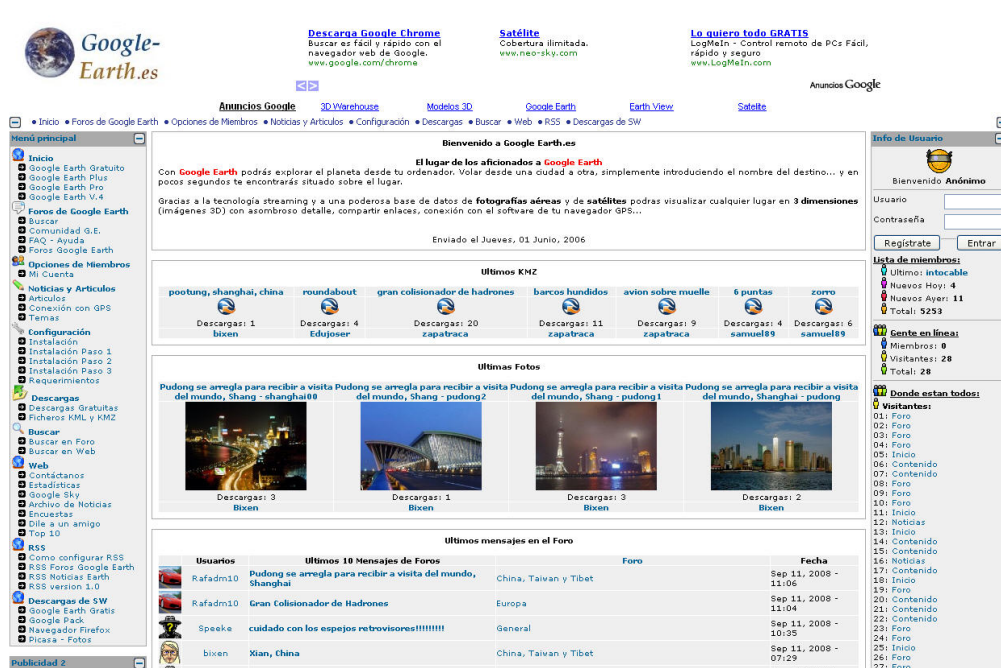 Google-
Earth.es
Descarga Google Chrome
Buscar es fácil y rápido con el
navegador web de Google.
www.google.com/chrome
Satélite
Cobertura ilimitada.
www.neo-sky.com
Lo quiero todo GRATIS
LogMeIn - Control remoto de PCs Fácil,
rápido y seguro
www.LogMeIn.com
Anuncios Google
Anuncios Google 3D Warehouse Modelos 3D Google Earth Earth View Satelite
Inicio Foros de Google Earth Opciones de Miembros Noticias y Articulos Configuración Descargas Buscar Web RSS Descargas de SW
Menú principal
Inicio
Google Earth Gratuito
Google Earth Plus
Google Earth Pro
Google Earth V.4
Foros de Google Earth
Buscar
Comunidad G.E.
FAQ - Ayuda
Foros Google Earth
Opciones de Miembros
Mi Cuenta
Noticias y Articulos
Articulos
Conexión con GPS
Temas
Configuración
Instalación
Instalación Paso 1
Instalación Paso 2
Instalación Paso 3
Requerimientos
Descargas
Descargas Gratuitas
Ficheros KML y KMZ
Buscar
Buscar en Foro
Buscar en Web
Web
Contáctanos
Estadísticas
Google Sky
Archivo de Noticias
Encuestas
Dile a un amigo
Top 10
RSS
Como configurar RSS
RSS Foros Google Earth
RSS Noticias Earth
RSS version 1.0
Descargas de SW
Google Earth Gratis
Google Pack
Navegador Firefox
Picasa - Fotos
Publicidad 2
Bienvenido a Google Earth.es
El lugar de los aficionados a Google Earth
Con Google Earth podrás explorar el planeta desde tu ordenador. Volar desde una ciudad a otra, simplemente introduciendo el nombre del destino... y en
pocos segundos te encontrarás situado sobre el lugar.
Gracias a la tecnología streaming y a una poderosa base de datos de fotografías aéreas y de satélites podras visualizar cualquier lugar en 3 dimensiones
(imágenes 3D) con asombroso detalle, compartir enlaces, conexión con el software de tu navegador GPS...
Enviado el Jueves, 01 Junio, 2006
Ultimos KMZ
pootung, shanghai, china roundabout gran colisionador de hadrones barcos hundidos avion sobre muelle 6 puntas zorro
Descargas: 1 Descargas: 4 Descargas: 20 Descargas: 11 Descargas: 9 Descargas: 4 Descargas: 6
bixen Edujoser zapatraca zapatraca zapatraca samuel89 samuel89
Ultimas Fotos
Pudong se arregla para recibir a visita Pudong se arregla para recibir a visita Pudong se arregla para recibir a visita Pudong se arregla para recibir a visita
del mundo, Shang - shanghai00 del mundo, Shang - pudong2 del mundo, Shang - pudong1 del mundo, Shanghai - pudong
Descargas: 3 Descargas: 1 Descargas: 3 Descargas: 2
Bixen Bixen Bixen Bixen
Ultimos mensajes en el Foro
Usuarios Ultimos 10 Mensajes de Foros Foro Fecha
Rafadm10 Pudong se arregla para recibir a visita del mundo, China, Taiwan y Tibet Sep 11, 2008 -
Shanghai 11:06
Rafadm10 Gran Colisionador de Hadrones Europa Sep 11, 2008 -
11:04
Speeke cuidado con los espejos retrovisores!!!!!!!!! General Sep 11, 2008 -
10:35
bixen Xian, China China, Taiwan y Tibet Sep 11, 2008 -
07:29
Info de Usuario
Bienvenido Anónimo
Usuario
Contraseña
Regístrate Entrar
Lista de miembros:
Ultimo: intocable
Nuevos Hoy: 4
Nuevos Ayer: 11
Total: 5253
Gente en línea:
Miembros: 0
Visitantes: 28
Total: 28
Donde estan todos:
Visitantes:
01: Foro
02: Foro
03: Foro
04: Foro
05: Inicio
06: Contenido
07: Contenido
08: Foro
09: Foro
10: Foro
11: Inicio
12: Noticias
13: Inicio
14: Contenido
15: Contenido
16: Noticias
17: Contenido
18: Inicio
19: Foro
20: Contenido
21: Contenido
22: Contenido
23: Foro
24: Foro
25: Inicio
26: Foro
27: Foro